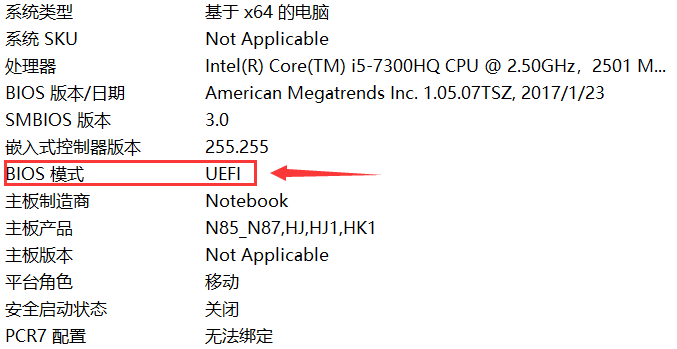 系统类型 基于 x64 的电脑
系统 SKU Not Applicable
处理器 Intel(R) Core(TM) i5-7300HQ CPU @ 2.50GHz，2501 M...
BIOS 版本/日期 American Megatrends Inc. 1.05.07TSZ, 2017/1/23
SMBIOS 版本 3.0
嵌入式控制器版本 255.255
BIOS 模式 UEFI
主板制造商 Notebook
主板产品 N85_N87,HJ,HJ1,HK1
主板版本 Not Applicable
平台角色 移动
安全启动状态 关闭
PCR7 配置 无法绑定